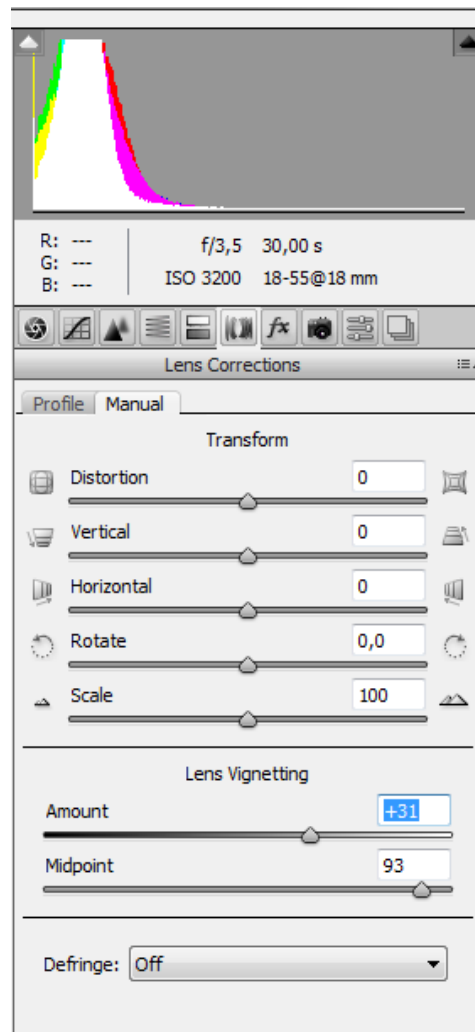 R: --- f/3,5 30,00 s
G: ---
B: --- ISO 3200 18-55@18 mm
fx
Lens Corrections
Profile Manual
Transform
Distortion 0
Vertical 0
Horizontal 0
Rotate 0,0
Scale 100
Lens Vignetting
Amount +31
Midpoint 93
Defringe: Off